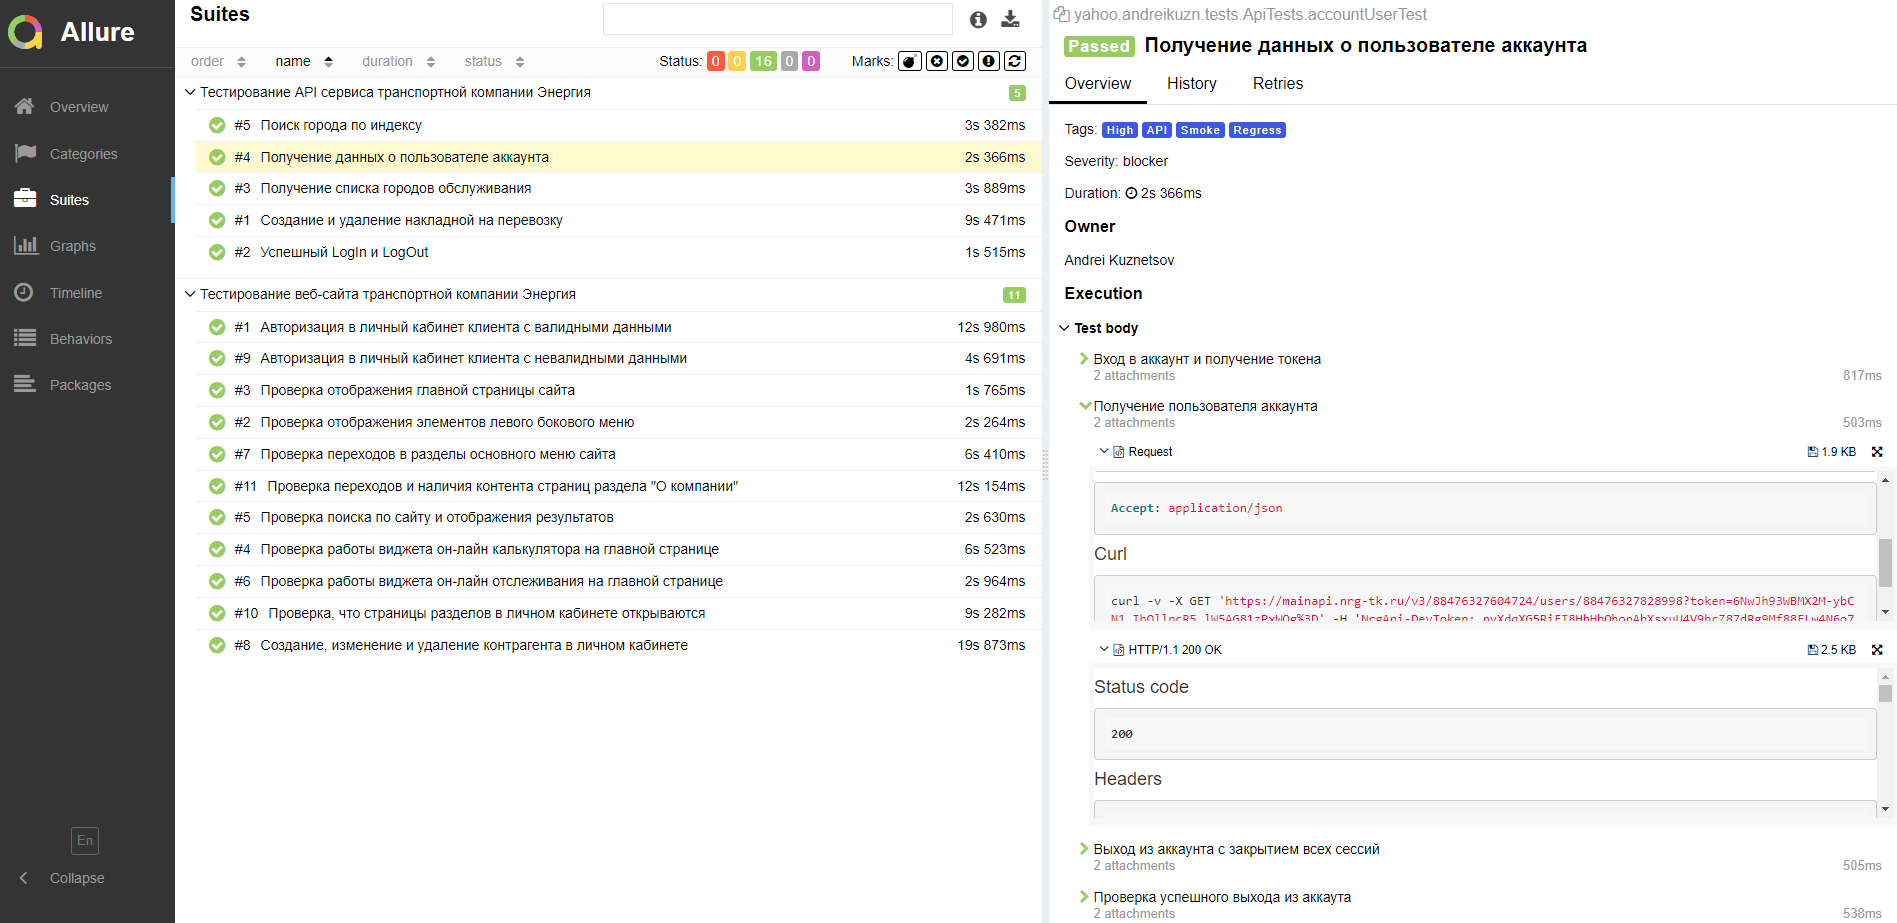 Allure
Overview
Categories
Suites
Graphs
Timeline
Behaviors
Packages
En
Collapse
Suites
order name duration status Status: 0 0 16 0 0 Marks:
Тестирование API сервиса транспортной компании Энергия 5
#5 Поиск города по индексу 3s 382ms
#4 Получение данных о пользователе аккаунта 2s 366ms
#3 Получение списка городов обслуживания 3s 889ms
#1 Создание и удаление накладной на перевозку 9s 471ms
#2 Успешный LogIn и LogOut 1s 515ms
Тестирование веб-сайта транспортной компании Энергия 11
#1 Авторизация в личный кабинет клиента с валидными данными 12s 980ms
#9 Авторизация в личный кабинет клиента с невалидными данными 4s 691ms
#3 Проверка отображения главной страницы сайта 1s 765ms
#2 Проверка отображения элементов левого бокового меню 2s 264ms
#7 Проверка переходов в разделы основного меню сайта 6s 410ms
#11 Проверка переходов и наличия контента страниц раздела "О компании" 12s 154ms
#5 Проверка поиска по сайту и отображения результатов 2s 630ms
#4 Проверка работы виджета он-лайн калькулятора на главной странице 6s 523ms
#6 Проверка работы виджета он-лайн отслеживания на главной странице 2s 964ms
#10 Проверка, что страницы разделов в личном кабинете открываются 9s 282ms
#8 Создание, изменение и удаление контрагента в личном кабинете 19s 873ms
yahoo.andreikuzn.tests.ApiTests.accountUserTest
Passed Получение данных о пользователе аккаунта
Overview History Retries
Tags: High API Smoke Regress
Severity: blocker
Duration: 2s 366ms
Owner
Andrei Kuznetsov
Execution
Test body
Вход в аккаунт и получение токена
2 attachments 817ms
Получение пользователя аккаунта
2 attachments 503ms
Request 1.9 KB
Accept: application/json
Curl
curl -v -X GET 'https://mainapi.nrg-tk.ru/v3/88476327604724/users/88476327828998?token=6NwJh93WBMX2M-ybC
HTTP/1.1 200 OK 2.5 KB
Status code
200
Headers
Выход из аккаунта с закрытием всех сессий
2 attachments 505ms
Проверка успешного выхода из аккаута
2 attachments 538ms